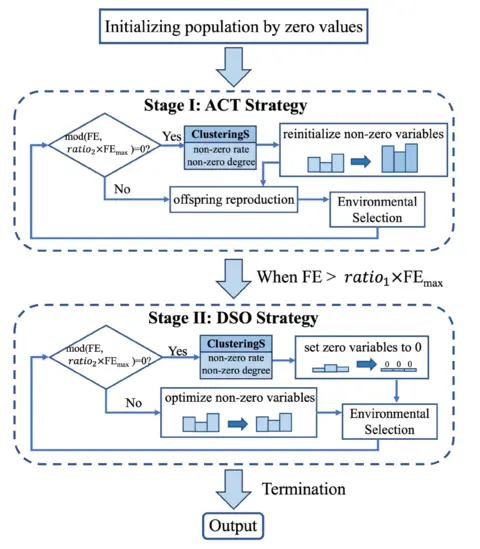 Initializing population by zero values
Stage I: ACT Strategy
mod(FE,
ratio₂×FEmax )=0?
Yes
ClusteringS
non-zero rate
non-zero degree
reinitialize non-zero variables
No
offspring reproduction
Environmental
Selection
When FE > ratio₁×FEmax
Stage II: DSO Strategy
mod(FE,
ratio₂×FEmax )=0?
Yes
ClusteringS
non-zero rate
non-zero degree
set zero variables to 0
0 0 0
No
optimize non-zero variables
Environmental
Selection
Termination
Output